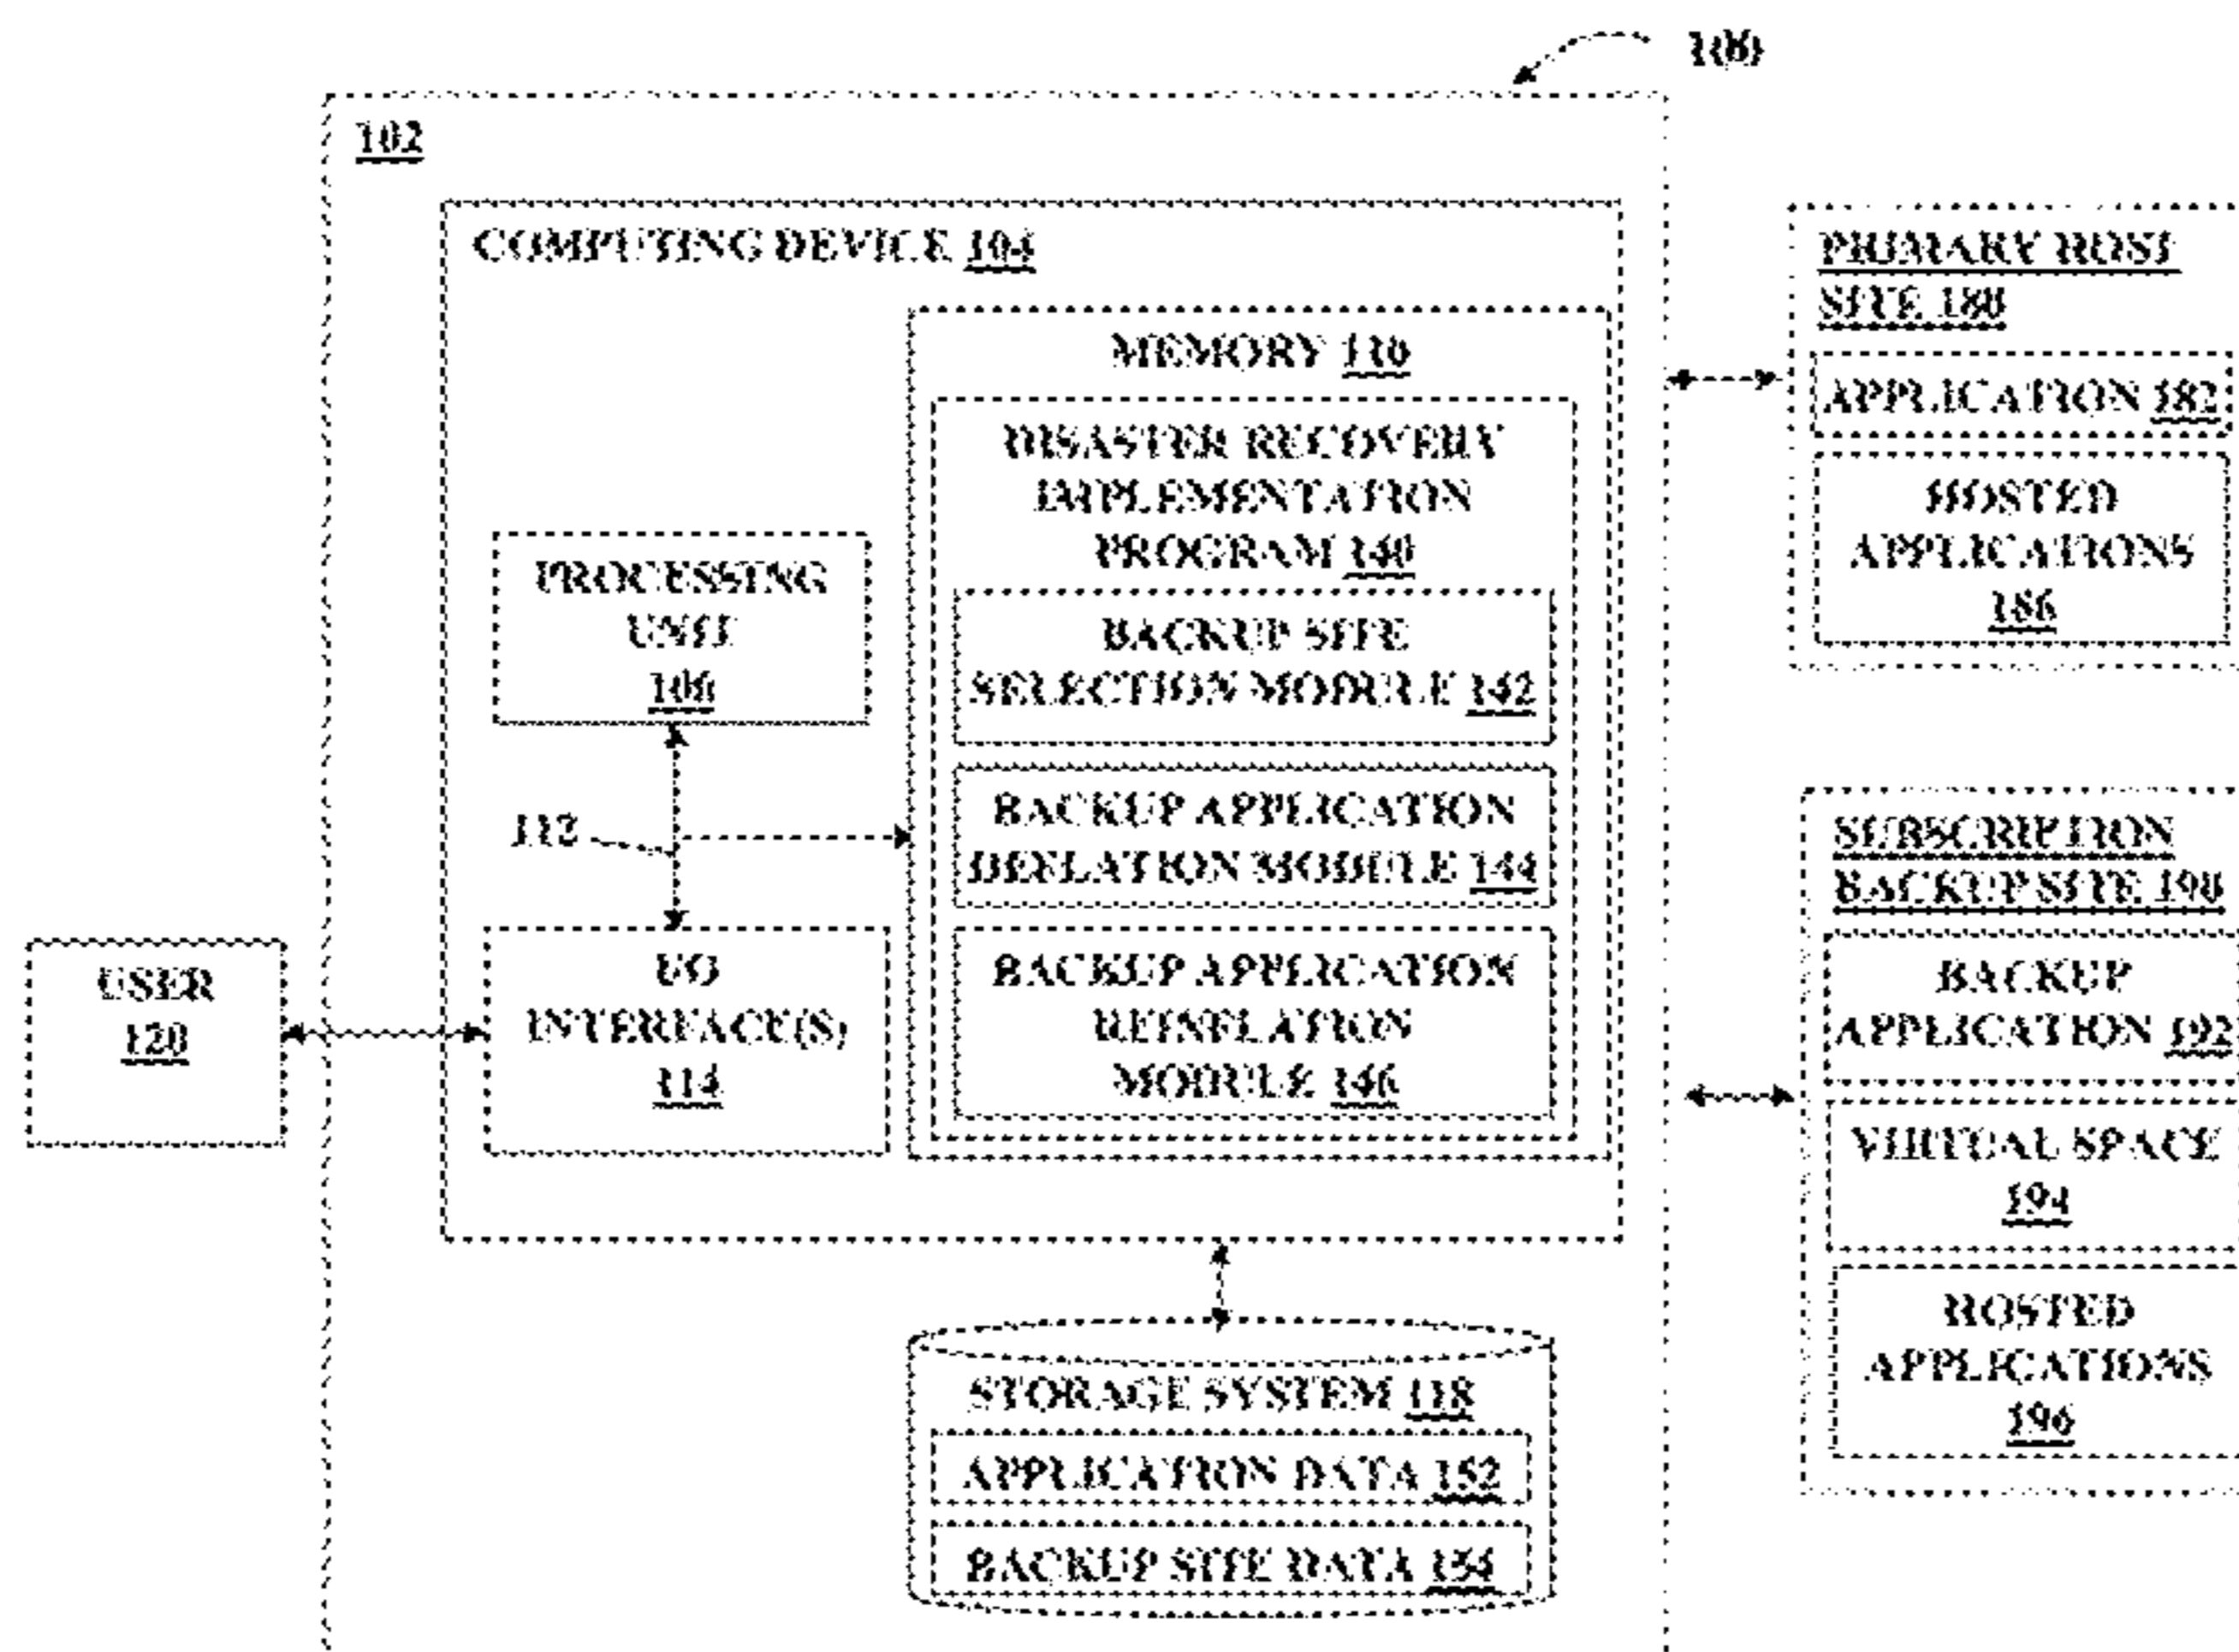 100
102
COMPUTING DEVICE 104
PRIMARY HOST
SITE 180
MEMORY 116
APPLICATION 182
DISASTER RECOVERY
IMPLEMENTATION
PROGRAM 140
HOSTED
APPLICATIONS
186
PROCESSING
UNIT
106
BACKUP SITE
SELECTION MODULE 142
112
BACKUP APPLICATION
DEFLATION MODULE 144
SUBSCRIPTION
BACKUP SITE 190
USER
120
I/O
INTERFACE(S)
114
BACKUP APPLICATION
REINFLATION
MODULE 146
BACKUP
APPLICATION 192
VIRTUAL SPACE
194
HOSTED
APPLICATIONS
196
STORAGE SYSTEM 118
APPLICATION DATA 152
BACKUP SITE DATA 154